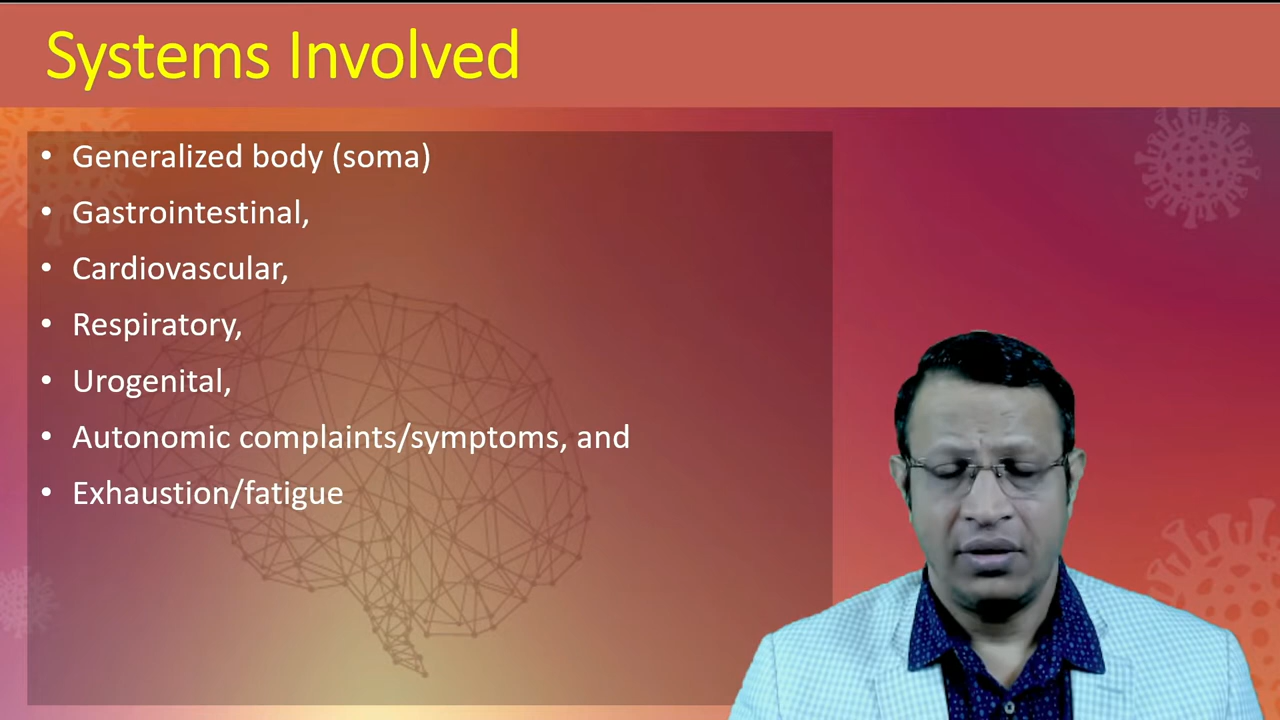 Systems Involved
• Generalized body (soma)
• Gastrointestinal,
• Cardiovascular,
• Respiratory,
• Urogenital,
• Autonomic complaints/symptoms, and
• Exhaustion/fatigue